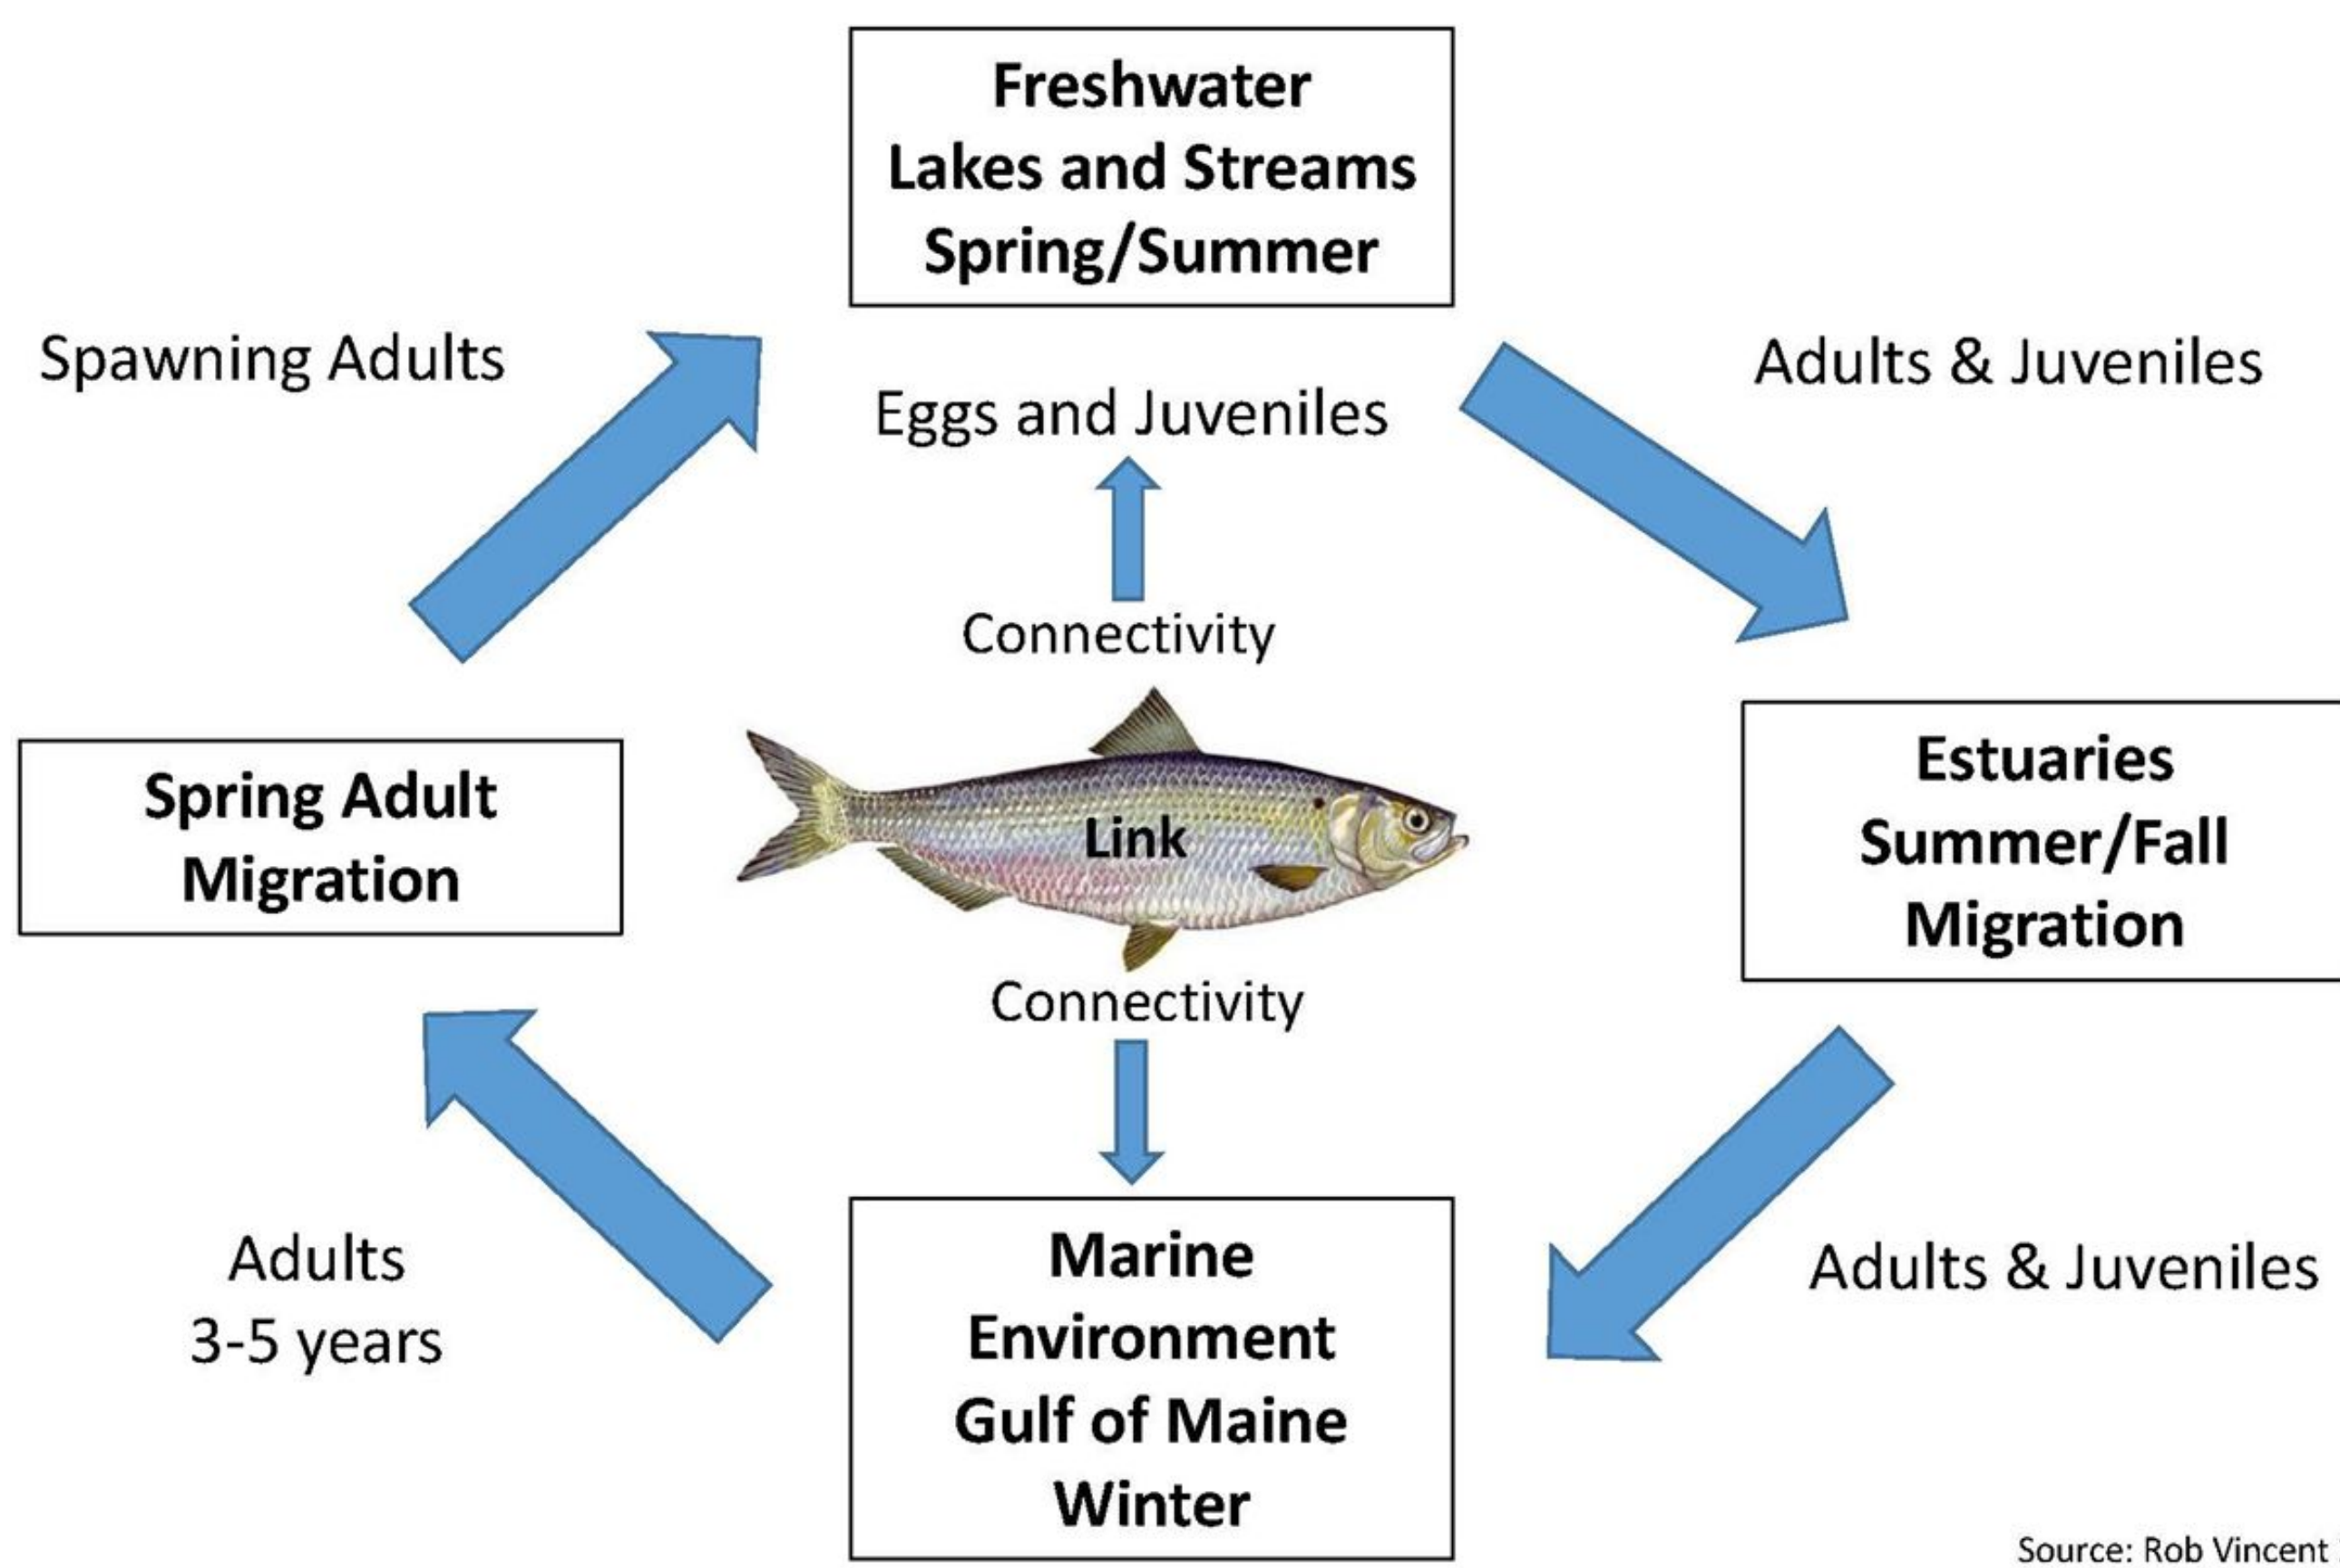 Freshwater
Lakes and Streams
Spring/Summer
Spawning Adults
Adults & Juveniles
Eggs and Juveniles
Connectivity
Spring Adult
Migration
Link
Estuaries
Summer/Fall
Migration
Connectivity
Adults
3-5 years
Marine
Environment
Gulf of Maine
Winter
Adults & Juveniles
Source: Rob Vincent